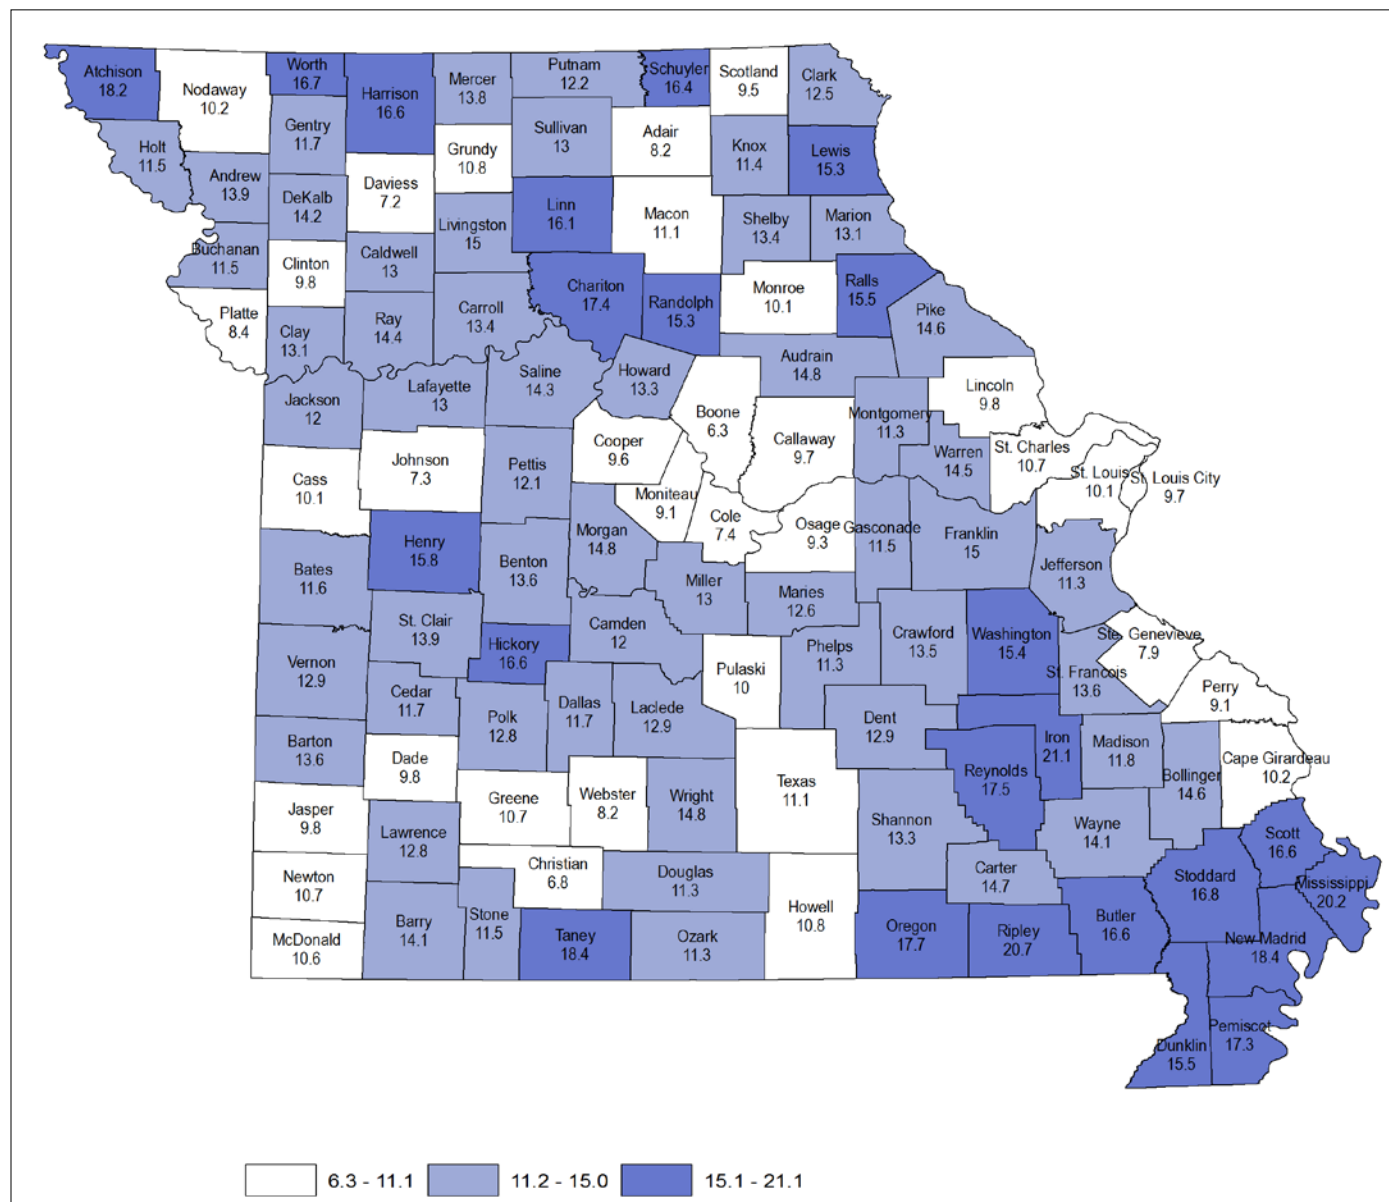 Atchison
18.2
Nodaway
10.2
Worth
16.7
Harrison
16.6
Mercer
13.8
Putnam
12.2
Schuyler
16.4
Scotland
9.5
Clark
12.5
Holt
11.5
Andrew
13.9
Gentry
11.7
DeKalb
14.2
Daviess
7.2
Grundy
10.8
Sullivan
13
Adair
8.2
Knox
11.4
Lewis
15.3
Buchanan
11.5
Clinton
9.8
Caldwell
13
Livingston
15
Linn
16.1
Macon
11.1
Shelby
13.4
Marion
13.1
Platte
8.4
Clay
13.1
Ray
14.4
Carroll
13.4
Chariton
17.4
Randolph
15.3
Monroe
10.1
Ralls
15.5
Pike
14.6
Jackson
12
Lafayette
13
Saline
14.3
Howard
13.3
Boone
6.3
Audrain
14.8
Callaway
9.7
Montgomery
11.3
Lincoln
9.8
Warren
14.5
St. Charles
10.7
St. Louis
10.1
St. Louis City
9.7
Cass
10.1
Johnson
7.3
Pettis
12.1
Cooper
9.6
Moniteau
9.1
Cole
7.4
Osage
9.3
Gasconade
11.5
Franklin
15
Jefferson
11.3
Bates
11.6
Henry
15.8
Benton
13.6
Morgan
14.8
Miller
13
Maries
12.6
Phelps
11.3
Crawford
13.5
Washington
15.4
Ste. Genevieve
7.9
St. Francois
13.6
Perry
9.1
Vernon
12.9
St. Clair
13.9
Hickory
16.6
Camden
12
Pulaski
10
Cedar
11.7
Polk
12.8
Dallas
11.7
Laclede
12.9
Dent
12.9
Iron
21.1
Reynolds
17.5
Madison
11.8
Bollinger
14.6
Cape Girardeau
10.2
Barton
13.6
Dade
9.8
Greene
10.7
Webster
8.2
Wright
14.8
Texas
11.1
Shannon
13.3
Wayne
14.1
Scott
16.6
Mississippi
20.2
Jasper
9.8
Lawrence
12.8
Christian
6.8
Douglas
11.3
Howell
10.8
Carter
14.7
Butler
16.6
Stoddard
16.8
New Madrid
18.4
Newton
10.7
McDonald
10.6
Barry
14.1
Stone
11.5
Taney
18.4
Ozark
11.3
Oregon
17.7
Ripley
20.7
Dunklin
15.5
Pemiscot
17.3
6.3 - 11.1
11.2 - 15.0
15.1 - 21.1